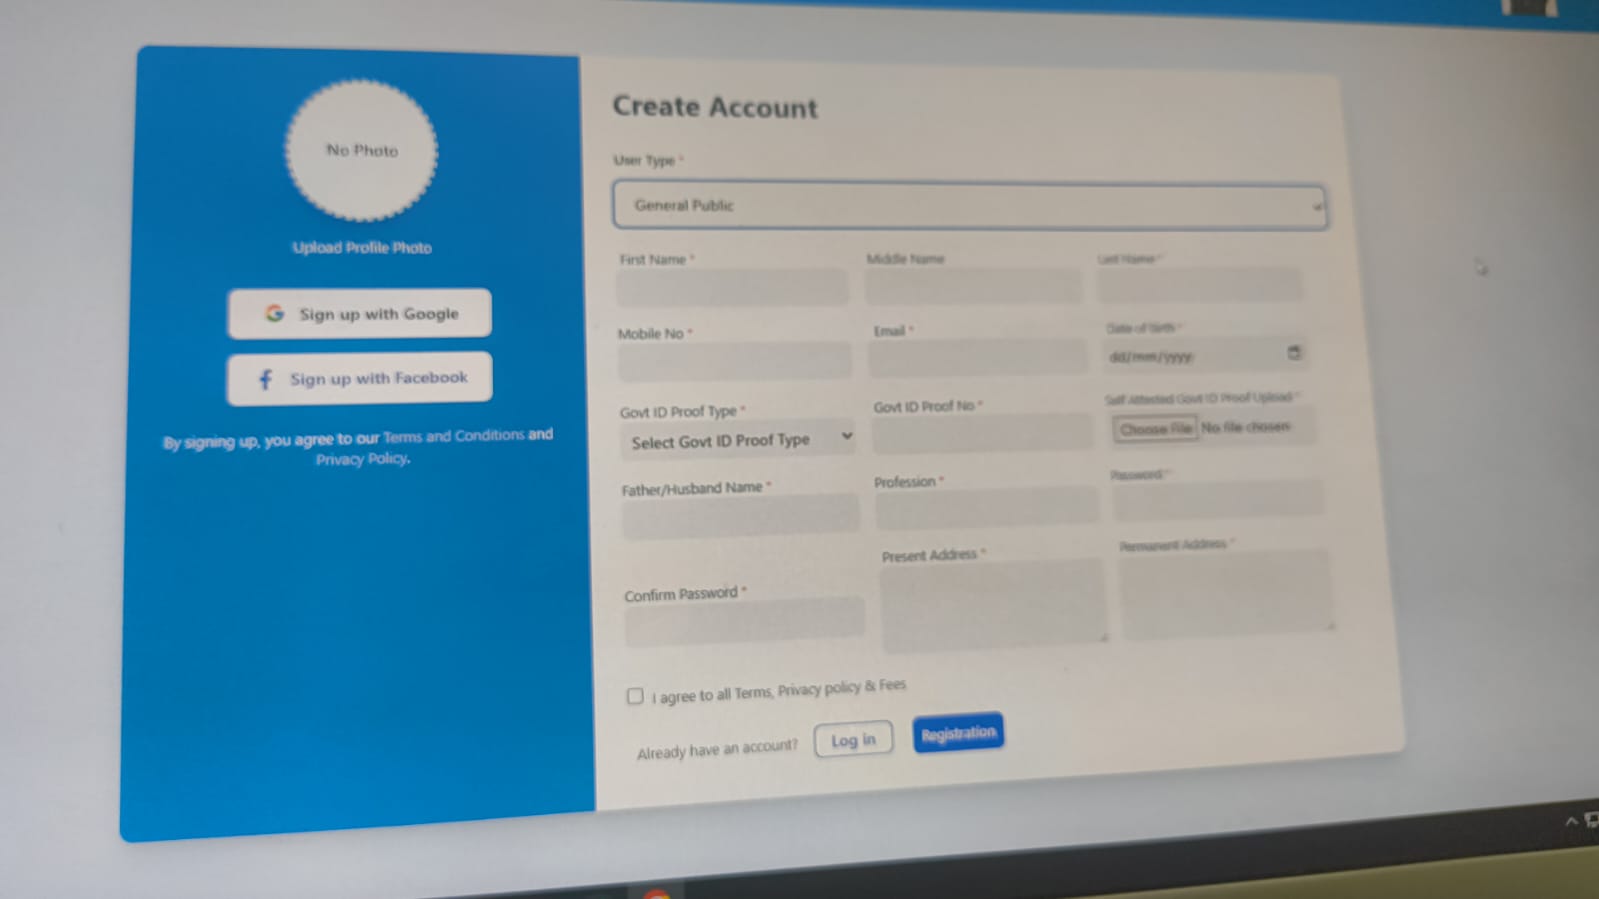 No Photo
Upload Profile Photo
Sign up with Google
Sign up with Facebook
By signing up, you agree to our Terms and Conditions and
Privacy Policy.
Create Account
User Type *
General Public
First Name *
Middle Name
Last Name *
Mobile No *
Email *
Date of Birth *
dd/mm/yyyy
Govt ID Proof Type *
Select Govt ID Proof Type
Govt ID Proof No *
Self Attested Govt ID Proof Upload *
Choose File No file chosen
Father/Husband Name *
Profession *
Password *
Confirm Password *
Present Address *
Permanent Address *
I agree to all Terms, Privacy policy & Fees
Already have an account?
Log in
Registration